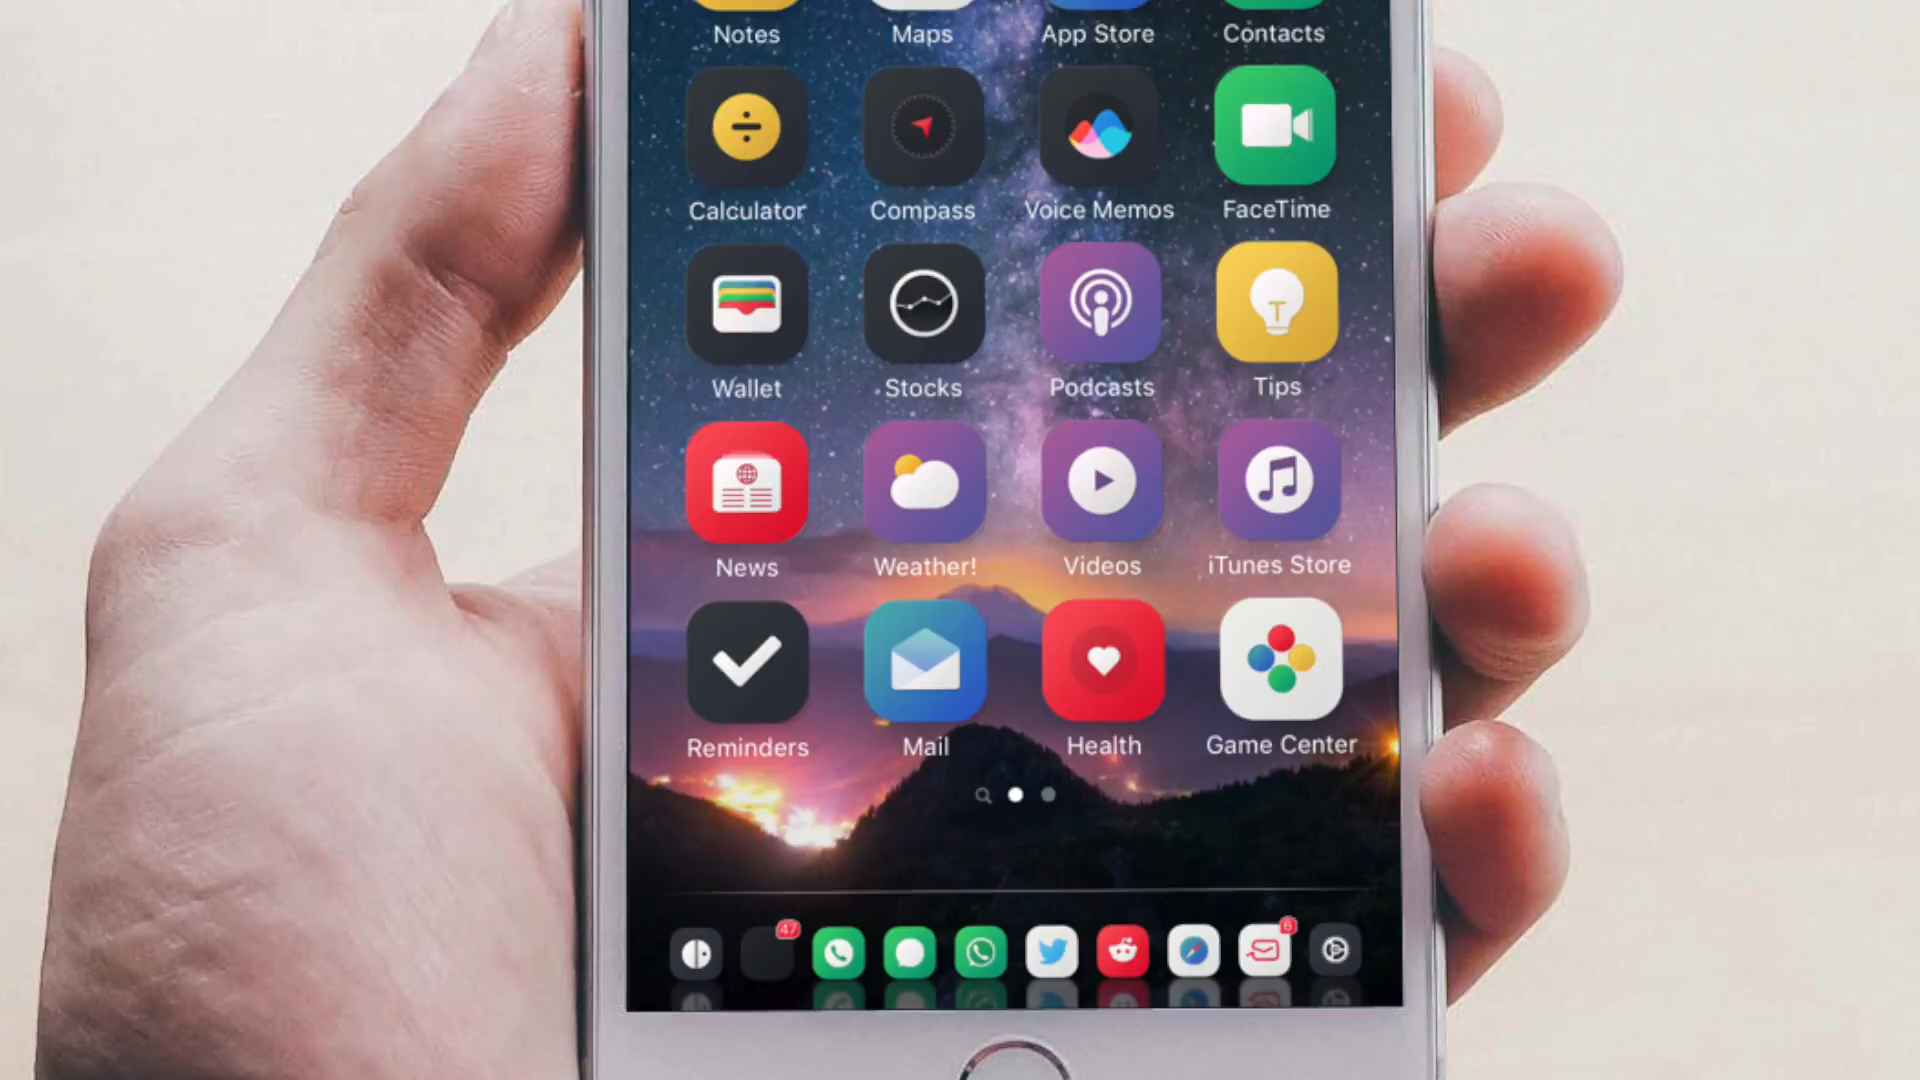 Notes Maps App Store Contacts
Calculator Compass Voice Memos FaceTime
T
Wallet Stocks Podcasts Tips
News Weather! Videos iTunes Store
Reminders Mail Health Game Center
47 6